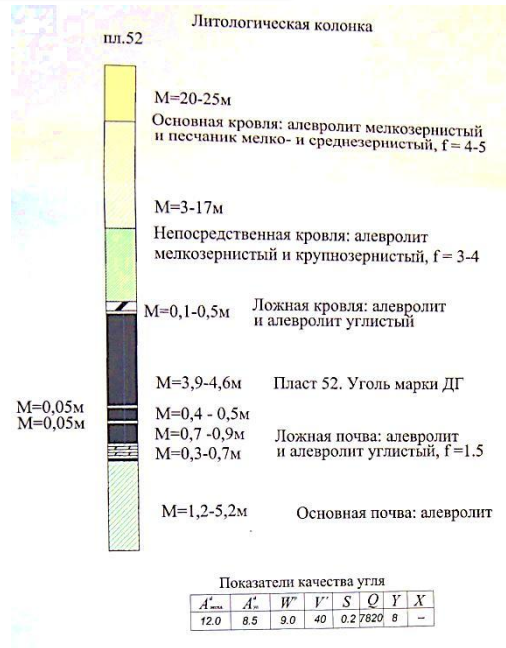 Литологическая колонка
пл.52
М=20-25м
Основная кровля: алевролит мелкозернистый
и песчаник мелко- и среднезернистый, f = 4-5
М=3-17м
Непосредственная кровля: алевролит
мелкозернистый и крупнозернистый, f = 3-4
М=0,1-0,5м
Ложная кровля: алевролит
и алевролит углистый
М=3,9-4,6м Пласт 52. Уголь марки ДГ
М=0,05м
М=0,4 - 0,5м
М=0,05м
М=0,7 -0,9м
Ложная почва: алевролит
и алевролит углистый, f =1.5
М=0,3-0,7м
М=1,2-5,2м Основная почва: алевролит
Показатели качества угля
A A W V S Q Y X
12.0 8.5 9.0 40 0.2 7820 8 –